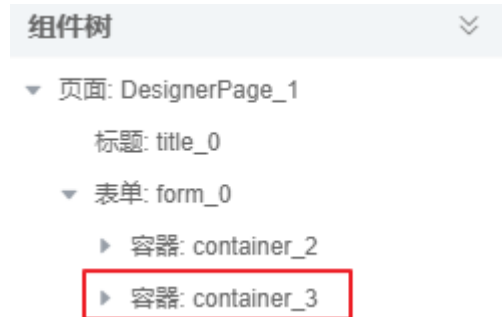 组件树
页面: DesignerPage_1
标题: title_0
表单: form_0
容器: container_2
容器: container_3